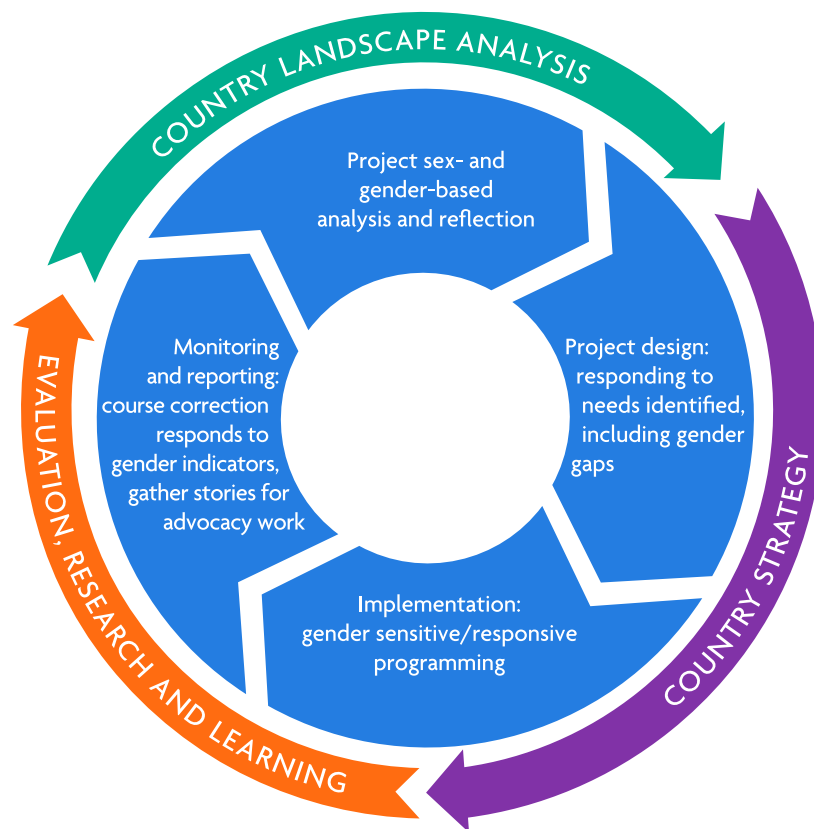 COUNTRY LANDSCAPE ANALYSIS
Project sex- and
gender-based
analysis and reflection
Project design:
responding to
needs identified,
including gender
gaps
COUNTRY STRATEGY
Implementation:
gender sensitive/responsive
programming
Monitoring
and reporting:
course correction
responds to
gender indicators,
gather stories for
advocacy work
EVALUATION, RESEARCH AND LEARNING